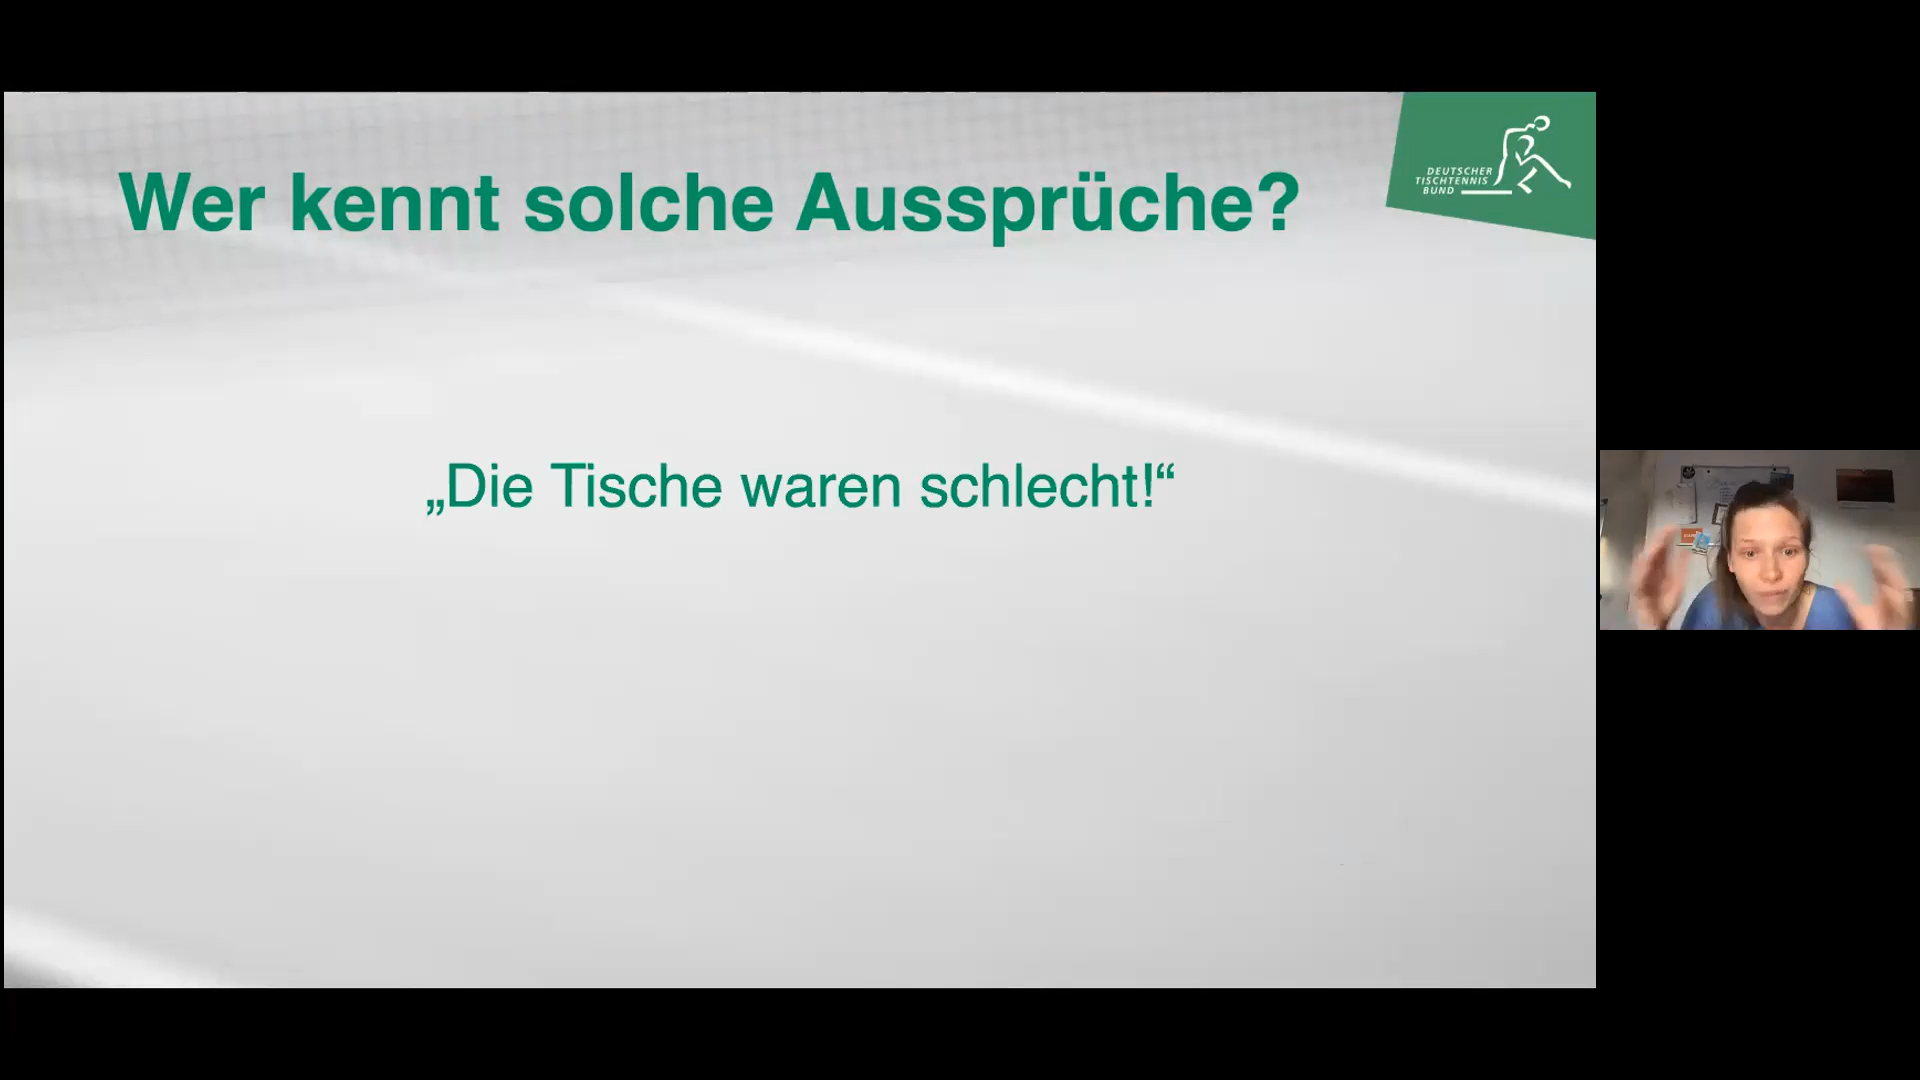 Wer kennt solche Aussprüche?
DEUTSCHER
TISCHTENNIS
BUND
„Die Tische waren schlecht!“